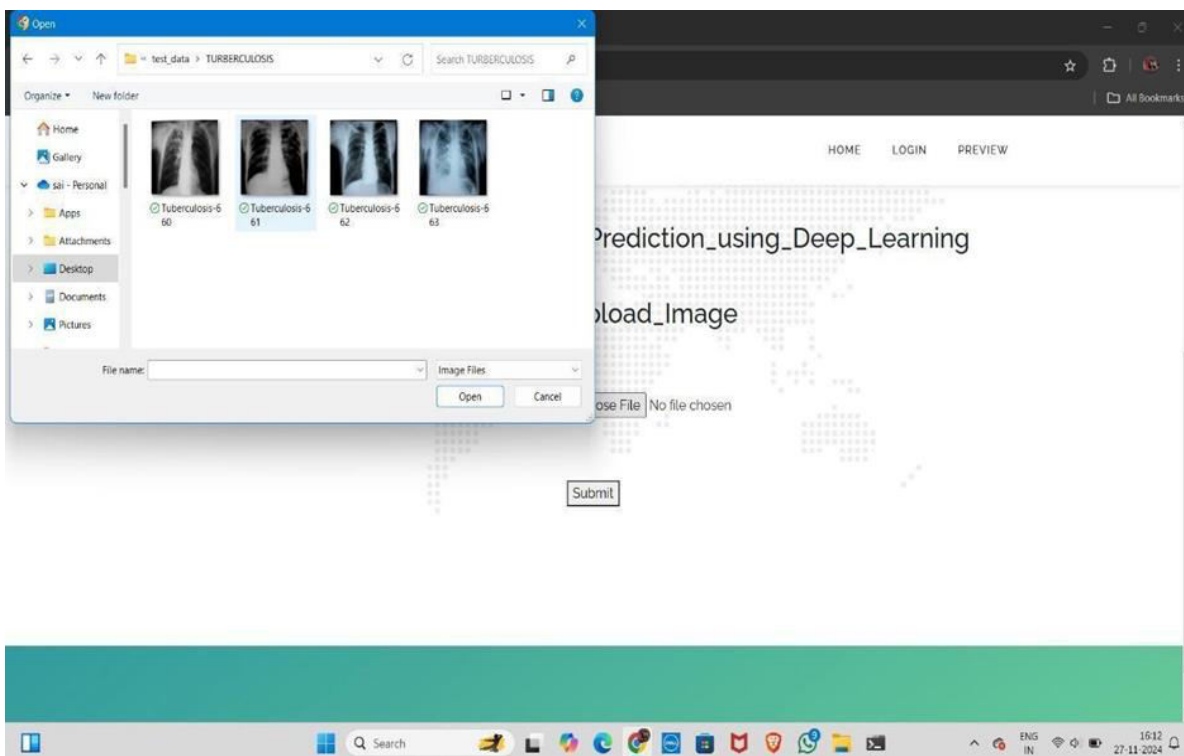 Open
test_data > TURBERCULOSIS
Search TURBERCULOSIS
Organize
New folder
Home
Gallery
sai - Personal
Apps
Attachments
Desktop
Documents
Pictures
Tuberculosis-6
60
Tuberculosis-6
61
Tuberculosis-6
62
Tuberculosis-6
63
File name:
Image Files
Open
Cancel
All Bookmarks
HOME LOGIN PREVIEW
Prediction_using_Deep_Learning
pload_Image
ose File No file chosen
Submit
Search
ENG
IN
16:12
27-11-2024